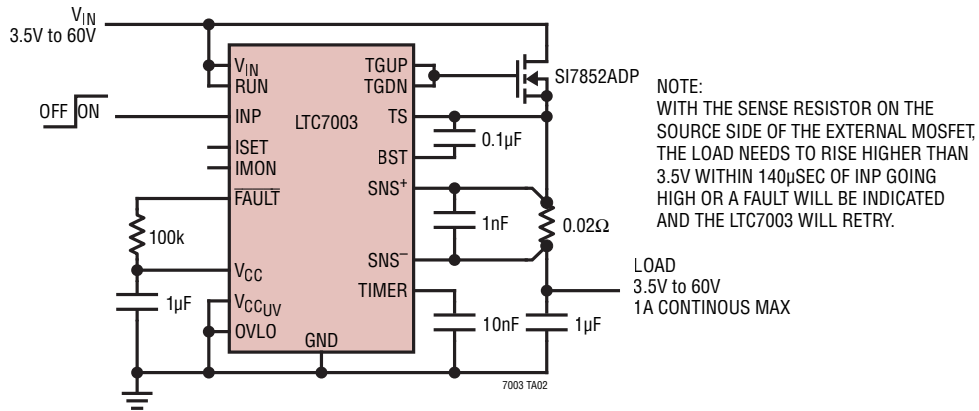 VIN
3.5V to 60V
VIN
RUN
TGUP
TGDN
SI7852ADP
OFF ON
INP
LTC7003
TS
0.1µF
ISET
IMON
BST
FAULT
SNS+
1nF
0.02Ω
100k
VCC
SNS−
1µF
VCCUV
OVLO
TIMER
10nF
1µF
GND
LOAD
3.5V to 60V
1A CONTINOUS MAX
7003 TA02
NOTE:
WITH THE SENSE RESISTOR ON THE
SOURCE SIDE OF THE EXTERNAL MOSFET,
THE LOAD NEEDS TO RISE HIGHER THAN
3.5V WITHIN 140µSEC OF INP GOING
HIGH OR A FAULT WILL BE INDICATED
AND THE LTC7003 WILL RETRY.